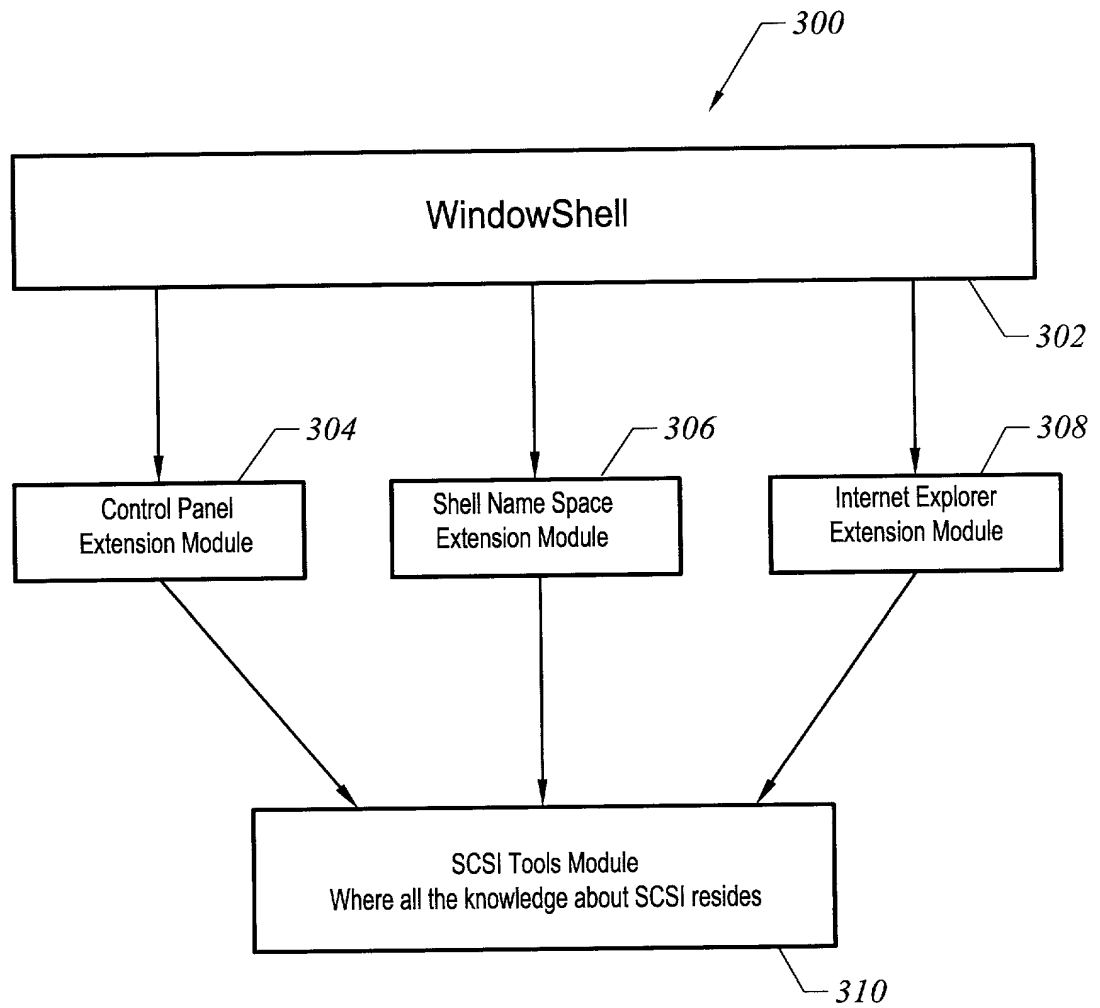 300
WindowShell
302
304
306
308
Control Panel
Extension Module
Shell Name Space
Extension Module
Internet Explorer
Extension Module
SCSI Tools Module
Where all the knowledge about SCSI resides
310